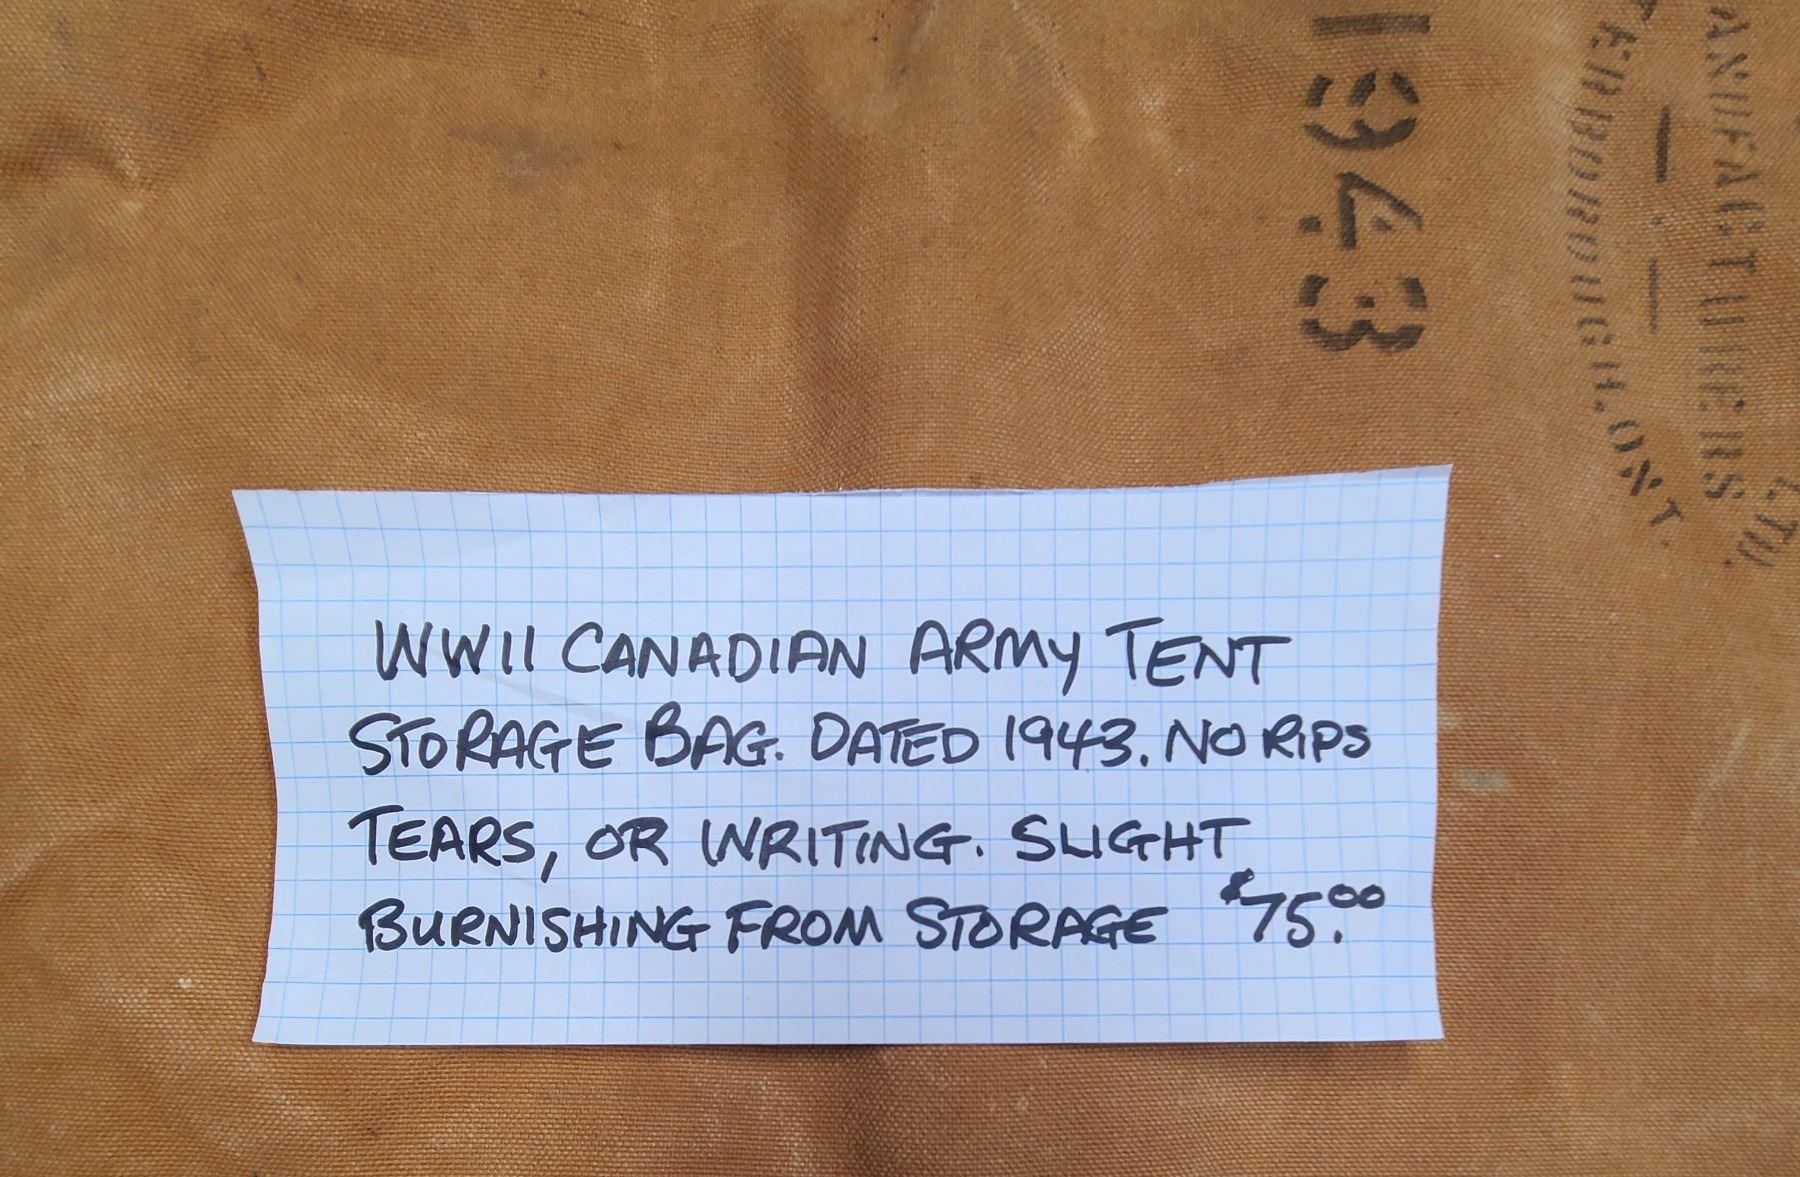 1943
WWII CANADIAN ARMY TENT
STORAGE BAG. DATED 1943. NO RIPS
TEARS, OR WRITING. SLIGHT
BURNISHING FROM STORAGE $75.00
LTD.